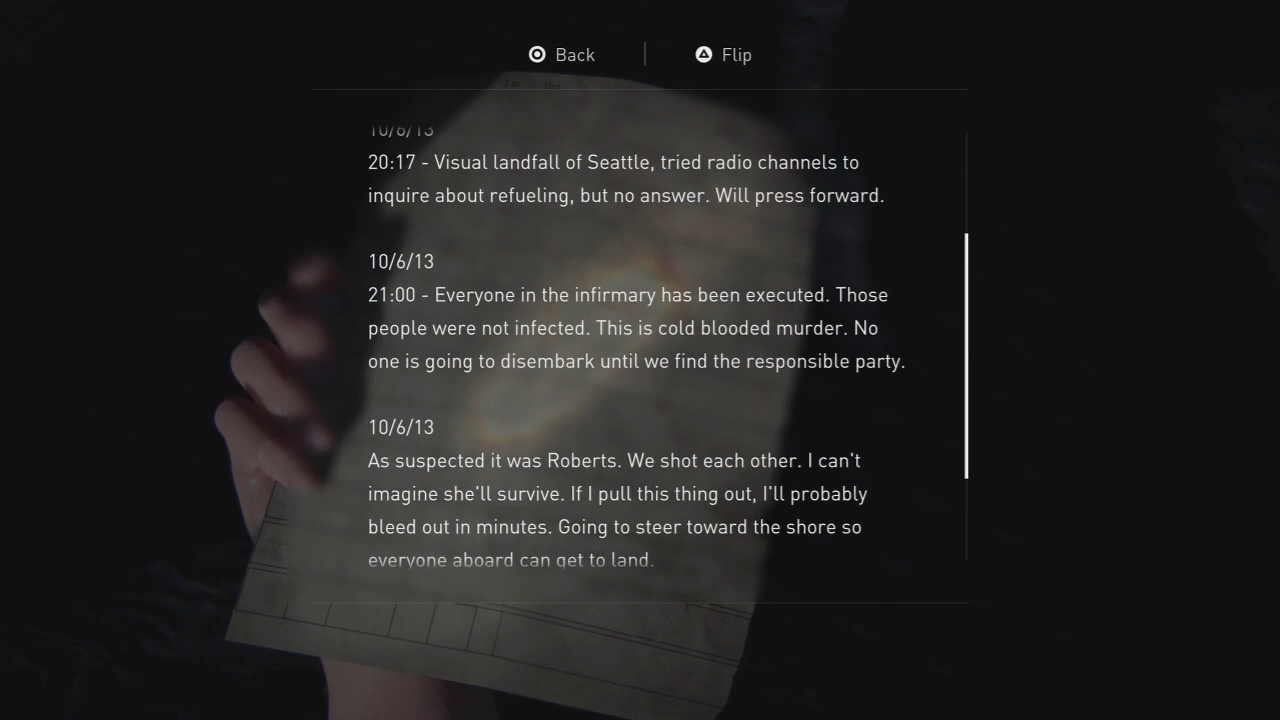 Back
Flip
10/6/13
20:17 - Visual landfall of Seattle, tried radio channels to
inquire about refueling, but no answer. Will press forward.
10/6/13
21:00 - Everyone in the infirmary has been executed. Those
people were not infected. This is cold blooded murder. No
one is going to disembark until we find the responsible party.
10/6/13
As suspected it was Roberts. We shot each other. I can't
imagine she'll survive. If I pull this thing out, I'll probably
bleed out in minutes. Going to steer toward the shore so
everyone aboard can get to land.